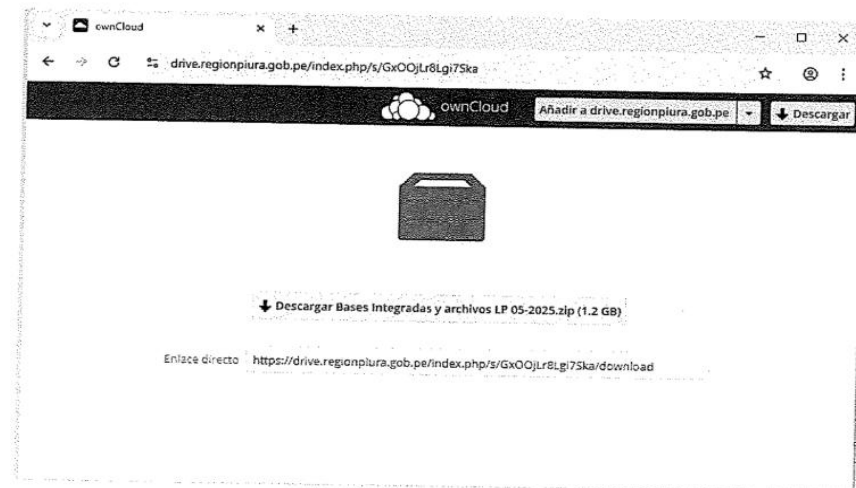 ownCloud
drive.regionpiura.gob.pe/index.php/s/GxOOjLr8Lgi7Ska
ownCloud
Añadir a drive.regionpiura.gob.pe
Descargar
Descargar Bases Integradas y archivos LP 05-2025.zip (1.2 GB)
Enlace directo https://drive.regionpiura.gob.pe/index.php/s/GxOOjLr8Lgi7Ska/download